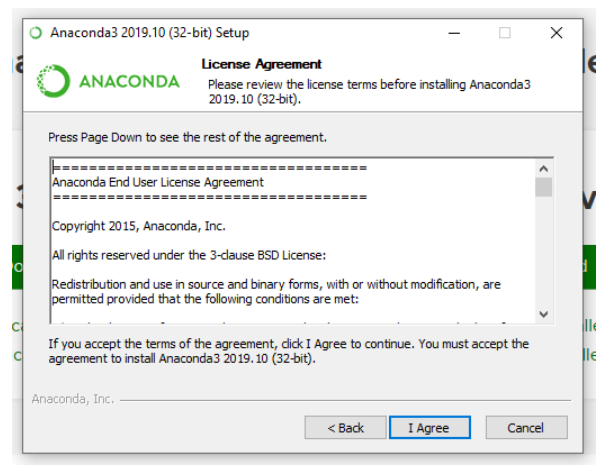 Anaconda3 2019.10 (32-bit) Setup
ANACONDA
License Agreement
Please review the license terms before installing Anaconda3
2019.10 (32-bit).
Press Page Down to see the rest of the agreement.
===================================
Anaconda End User License Agreement
===================================
Copyright 2015, Anaconda, Inc.
All rights reserved under the 3-clause BSD License:
Redistribution and use in source and binary forms, with or without modification, are
permitted provided that the following conditions are met:
If you accept the terms of the agreement, click I Agree to continue. You must accept the
agreement to install Anaconda3 2019.10 (32-bit).
Anaconda, Inc.
< Back
I Agree
Cancel